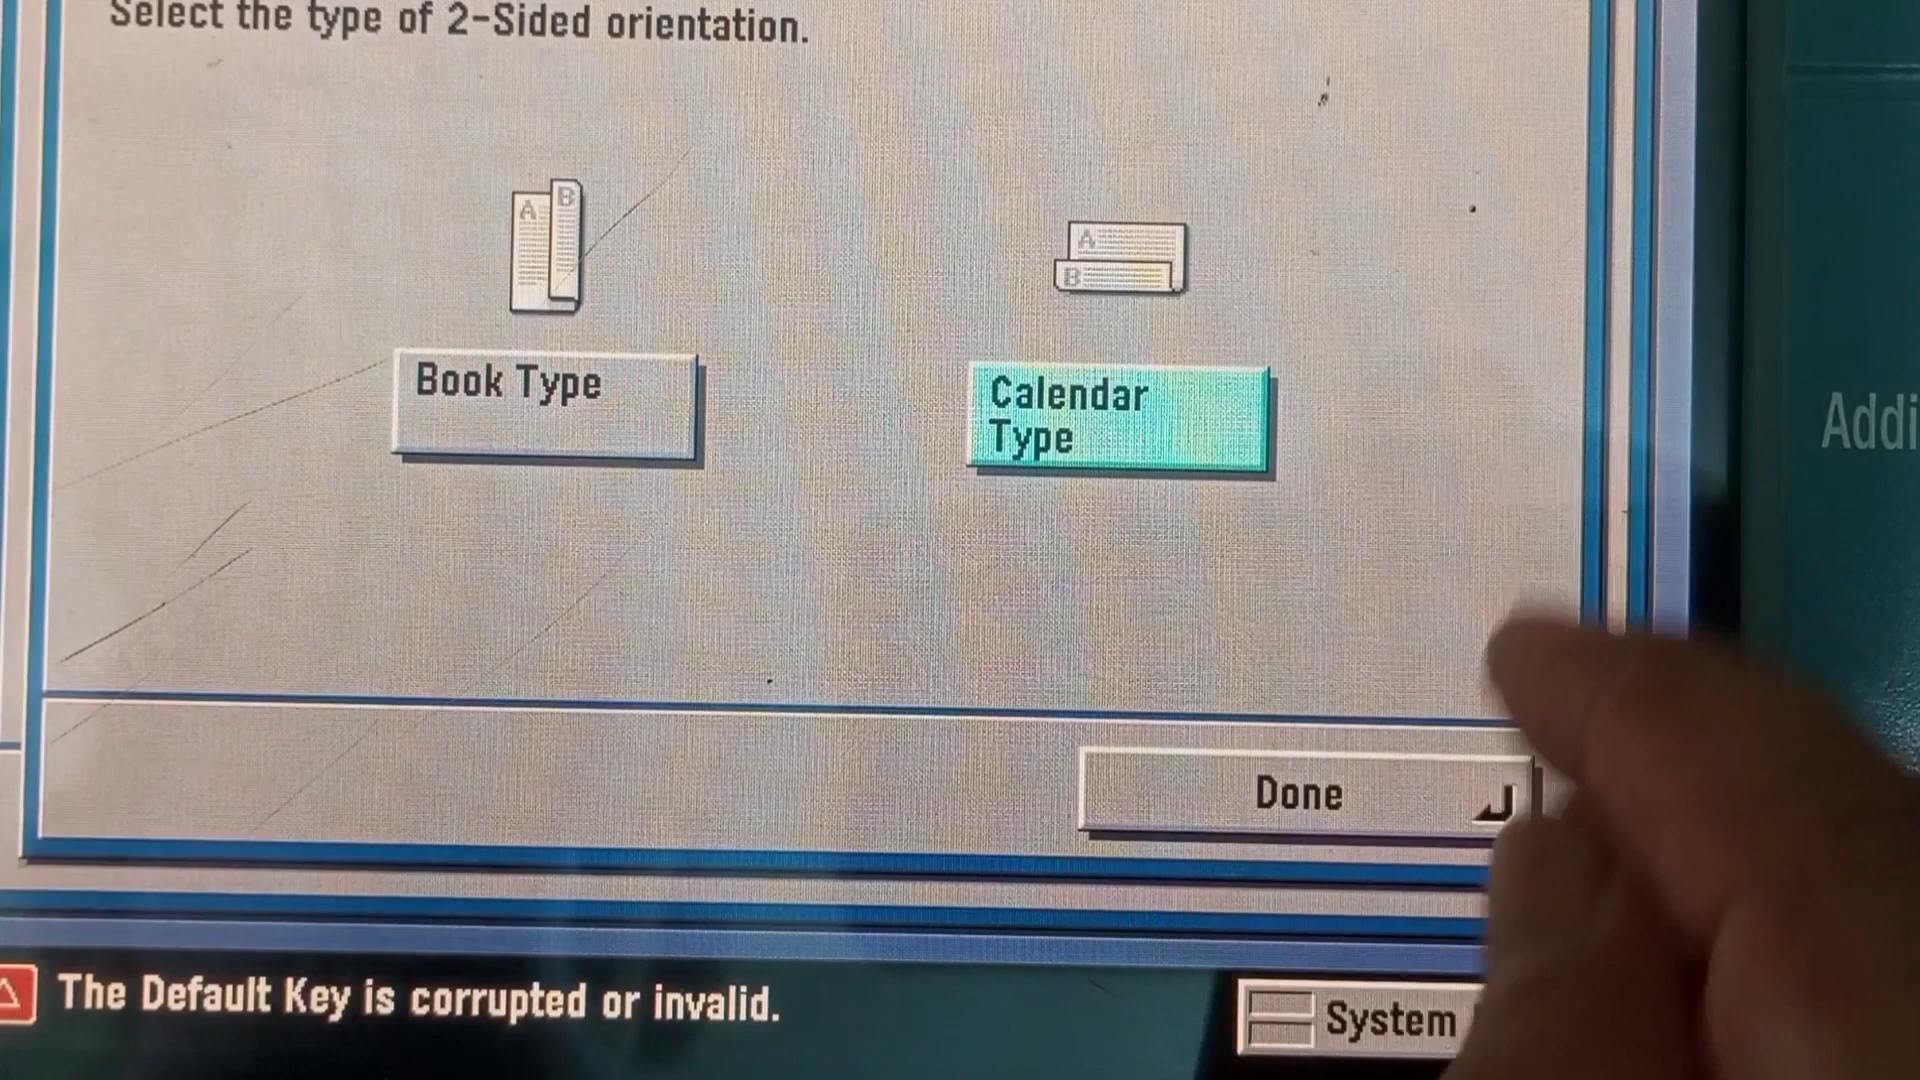 Select the type of 2-Sided orientation.
A B
A
B
Book Type
Calendar
Type
Done
The Default Key is corrupted or invalid.
System
Addi